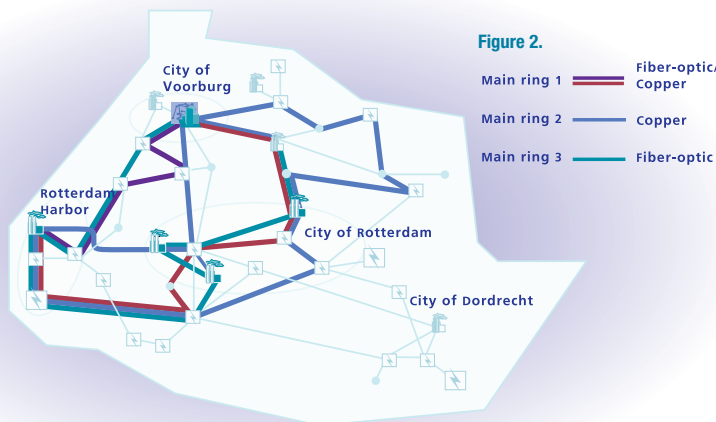 Figure 2.
City of
Voorburg
Main ring 1
Fiber-optic/
Copper
Main ring 2
Copper
Main ring 3
Fiber-optic
Rotterdam
Harbor
City of Rotterdam
City of Dordrecht